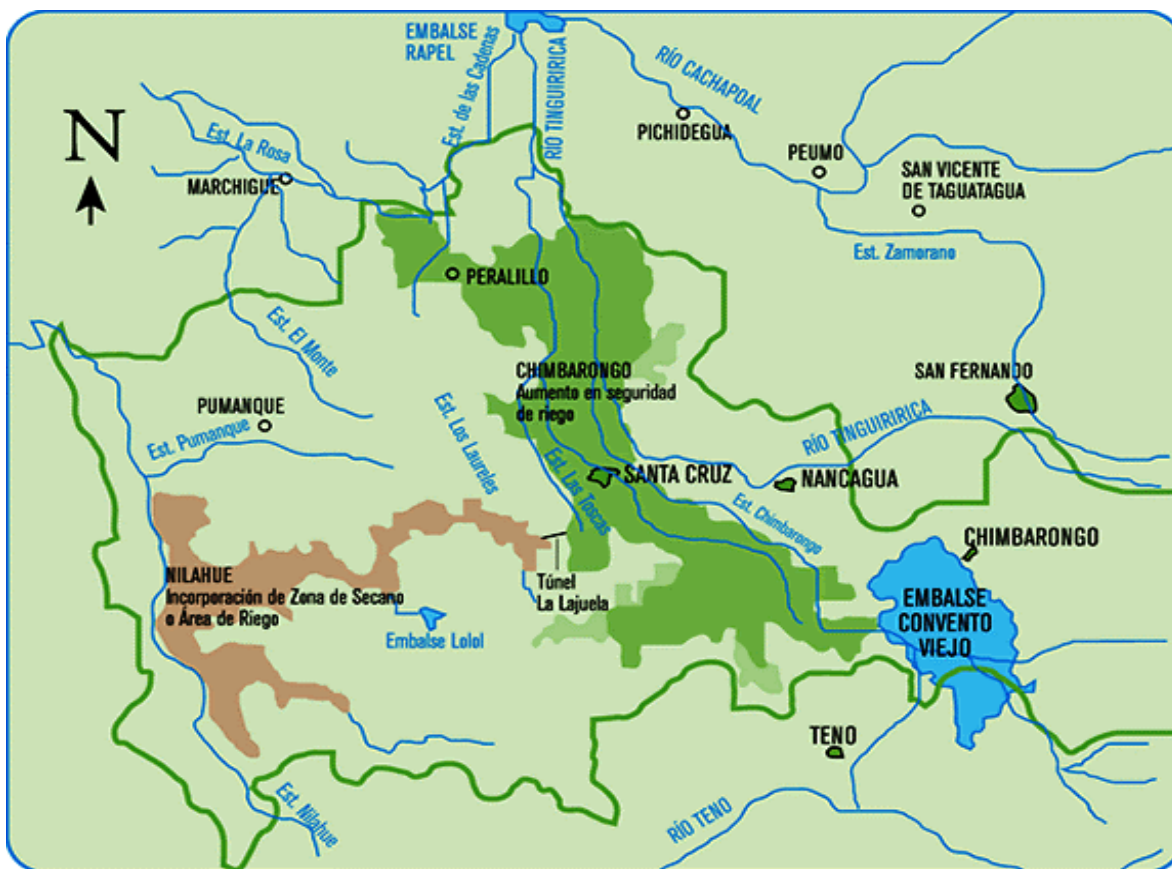 EMBALSE
RAPEL
Est. de las Cadenas
RÍO TINGUIRIRICA
RÍO CACHAPOAL
N
Est. La Rosa
PICHIDEGUA
PEUMO
MARCHIGUE
SAN VICENTE
DE TAGUATAGUA
Est. Zamorano
PERALILLO
Est. El Monte
CHIMBARONGO
Aumento en seguridad
de riego
SAN FERNANDO
PUMANQUE
Est. Pumanque
Est. Los Laureles
RÍO TINGUIRIRICA
SANTA CRUZ
NANCAGUA
Est. Las Toscas
Est. Chimbarongo
CHIMBARONGO
NILAHUE
Incorporación de Zona de Secano
o Área de Riego
Túnel
La Lajuela
Embalse Lolol
EMBALSE
CONVENTO
VIEJO
TENO
Est. Nilahue
RÍO TENO